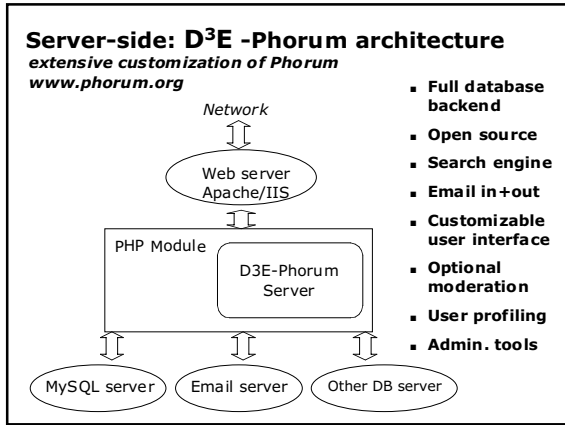 Server-side: D³E -Phorum architecture
extensive customization of Phorum
www.phorum.org
Network
Web server
Apache/IIS
PHP Module
D3E-Phorum
Server
MySQL server
Email server
Other DB server
▪ Full database
backend
▪ Open source
▪ Search engine
▪ Email in+out
▪ Customizable
user interface
▪ Optional
moderation
▪ User profiling
▪ Admin. tools